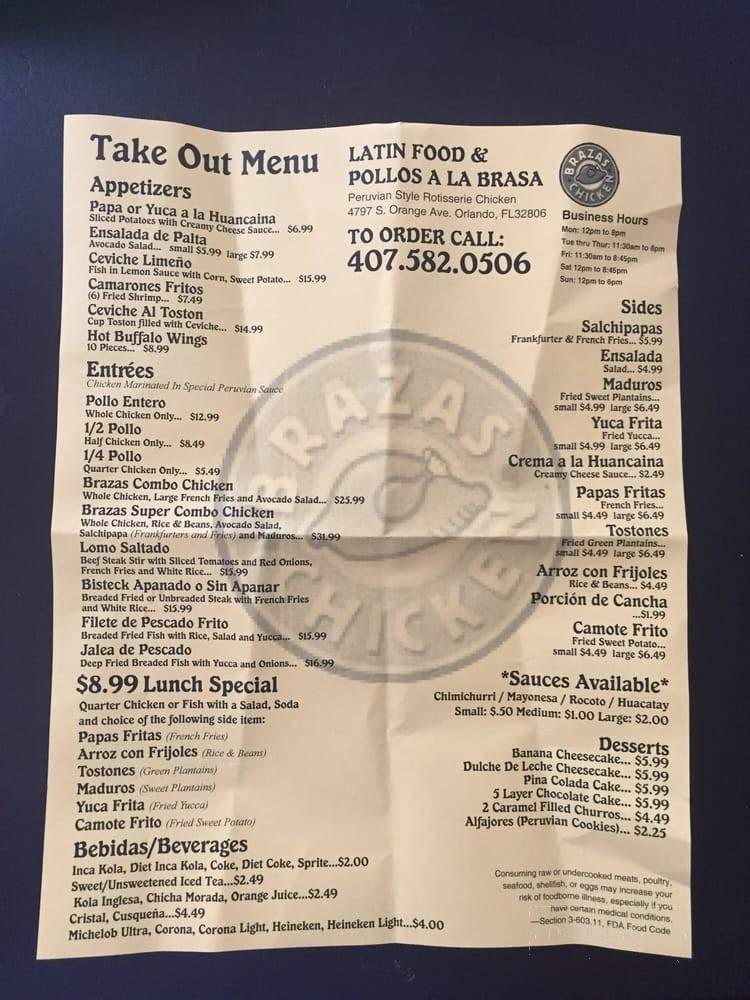 Take Out Menu
Appetizers
Papa or Yuca a la Huancaina
Sliced Potatoes with Creamy Cheese Sauce... $6.99
Ensalada de Palta
Avocado Salad... small $5.99 large $7.99
Ceviche Limeño
Fish in Lemon Sauce with Corn, Sweet Potato... $15.99
Camarones Fritos
(6) Fried Shrimp... $7.49
Ceviche Al Toston
Cup Toston filled with Ceviche... $14.99
Hot Buffalo Wings
10 Pieces... $8.99
Entrées
Chicken Marinated In Special Peruvian Sauce
Pollo Entero
Whole Chicken Only... $12.99
1/2 Pollo
Half Chicken Only... $8.49
1/4 Pollo
Quarter Chicken Only... $5.49
Brazas Combo Chicken
Whole Chicken, Large French Fries and Avocado Salad... $25.99
Brazas Super Combo Chicken
Whole Chicken, Rice & Beans, Avocado Salad,
Salchipapa (Frankfurters and Fries) and Maduros... $31.99
Lomo Saltado
Beef Steak Stir with Sliced Tomatoes and Red Onions,
French Fries and White Rice... $15.99
Bisteck Apanado o Sin Apanar
Breaded Fried or Unbreaded Steak with French Fries
and White Rice... $15.99
Filete de Pescado Frito
Breaded Fried Fish with Rice, Salad and Yucca... $15.99
Jalea de Pescado
Deep Fried Breaded Fish with Yucca and Onions... $16.99
$8.99 Lunch Special
Quarter Chicken or Fish with a Salad, Soda
and choice of the following side item:
Papas Fritas (French Fries)
Arroz con Frijoles (Rice & Beans)
Tostones (Green Plantains)
Maduros (Sweet Plantains)
Yuca Frita (Fried Yucca)
Camote Frito (Fried Sweet Potato)
Bebidas/Beverages
Inca Kola, Diet Inca Kola, Coke, Diet Coke, Sprite...$2.00
Sweet/Unsweetened Iced Tea...$2.49
Kola Inglesa, Chicha Morada, Orange Juice...$2.49
Cristal, Cusqueña...$4.49
Michelob Ultra, Corona, Corona Light, Heineken, Heineken Light...$4.00
LATIN FOOD &
POLLOS A LA BRASA
Peruvian Style Rotisserie Chicken
4797 S. Orange Ave. Orlando, FL32806
TO ORDER CALL:
407.582.0506
BRAZAS
CHICKEN
Business Hours
Mon: 12pm to 8pm
Tue thru Thur: 11:30am to 8pm
Fri: 11:30am to 8:45pm
Sat 12pm to 8:45pm
Sun: 12pm to 6pm
BRAZAS
CHICKEN
Sides
Salchipapas
Frankfurter & French Fries... $5.99
Ensalada
Salad... $4.99
Maduros
Fried Sweet Plantains...
small $4.99 large $6.49
Yuca Frita
Fried Yucca...
small $4.99 large $6.49
Crema a la Huancaina
Creamy Cheese Sauce... $2.49
Papas Fritas
French Fries...
small $4.49 large $6.49
Tostones
Fried Green Plantains...
small $4.49 large $6.49
Arroz con Frijoles
Rice & Beans... $4.49
Porción de Cancha
...$1.99
Camote Frito
Fried Sweet Potato...
small $4.49 large $6.49
*Sauces Available*
Chimichurri / Mayonesa / Rocoto / Huacatay
Small: $.50 Medium: $1.00 Large: $2.00
Desserts
Banana Cheesecake... $5.99
Dulche De Leche Cheesecake... $5.99
Pina Colada Cake... $5.99
5 Layer Chocolate Cake... $5.99
2 Caramel Filled Churros... $4.49
Alfajores (Peruvian Cookies)... $2.25
Consuming raw or undercooked meats, poultry,
seafood, shellfish, or eggs may increase your
risk of foodborne illness, especially if you
have certain medical conditions.
—Section 3-603.11, FDA Food Code